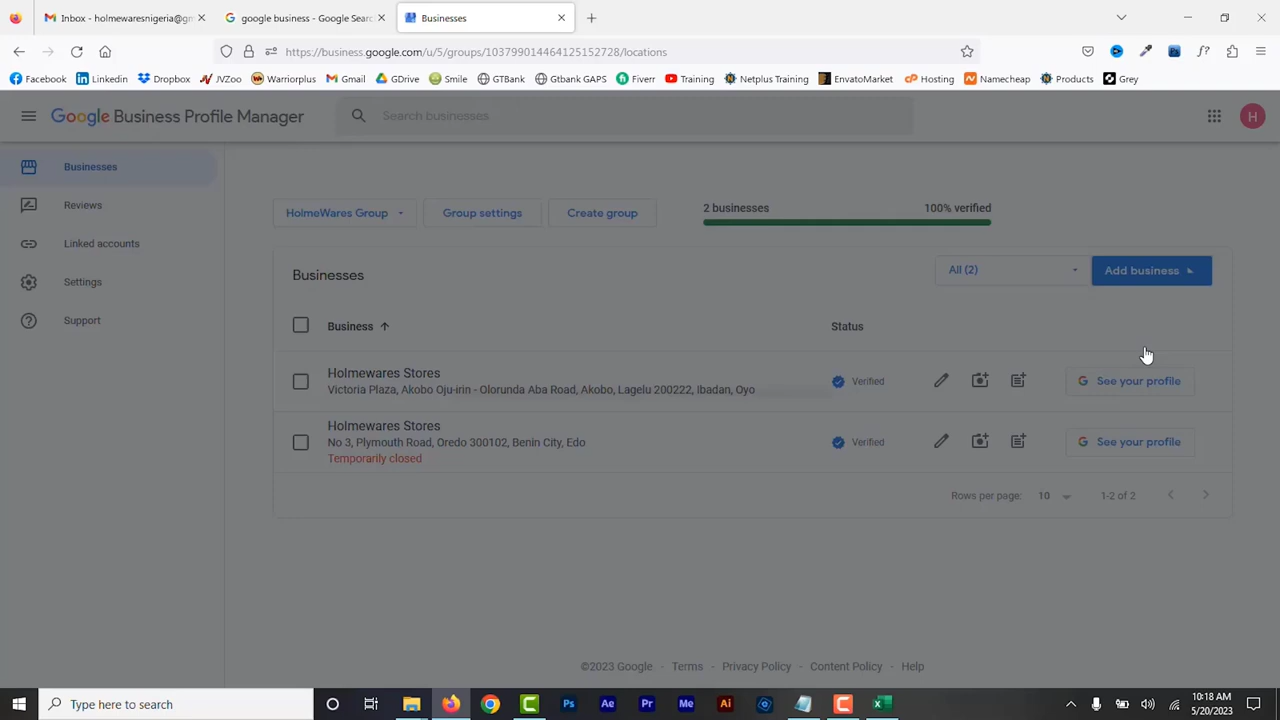 Inbox - holmewaresnigeria@gm
google business - Google Searc
Businesses
https://business.google.com/u/5/groups/103799014464125152728/locations
Facebook
Linkedin
Dropbox
JVZoo
Warriorplus
Gmail
GDrive
Smile
GTBank
Gtbank GAPS
Fiverr
Training
Netplus Training
EnvatoMarket
Hosting
Namecheap
Products
Grey
Google Business Profile Manager
Search businesses
H
Businesses
Reviews
Linked accounts
Settings
Support
HolmeWares Group
Group settings
Create group
2 businesses
100% verified
Businesses
All (2)
Add business
Business
Status
Holmewares Stores
Victoria Plaza, Akobo Oju-irin - Olorunda Aba Road, Akobo, Lagelu 200222, Ibadan, Oyo
Verified
See your profile
Holmewares Stores
No 3, Plymouth Road, Oredo 300102, Benin City, Edo
Temporarily closed
Verified
See your profile
Rows per page: 10
1-2 of 2
©2023 Google - Terms - Privacy Policy - Content Policy - Help
Type here to search
10:18 AM
5/20/2023